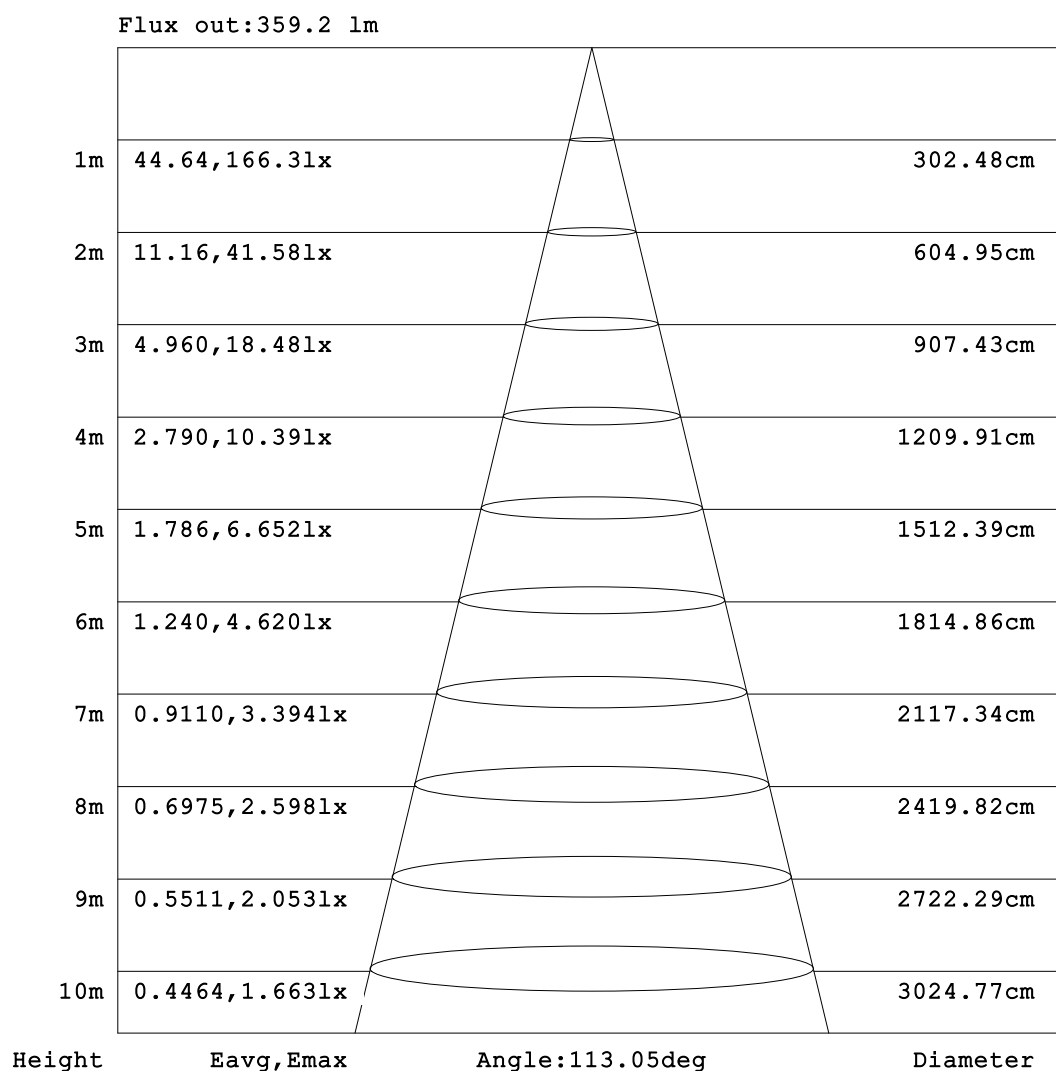 Flux out:359.2 lm
1m 44.64,166.3lx 302.48cm
2m 11.16,41.58lx 604.95cm
3m 4.960,18.48lx 907.43cm
4m 2.790,10.39lx 1209.91cm
5m 1.786,6.652lx 1512.39cm
6m 1.240,4.620lx 1814.86cm
7m 0.9110,3.394lx 2117.34cm
8m 0.6975,2.598lx 2419.82cm
9m 0.5511,2.053lx 2722.29cm
10m 0.4464,1.663lx 3024.77cm
Height Eavg,Emax Angle:113.05deg Diameter